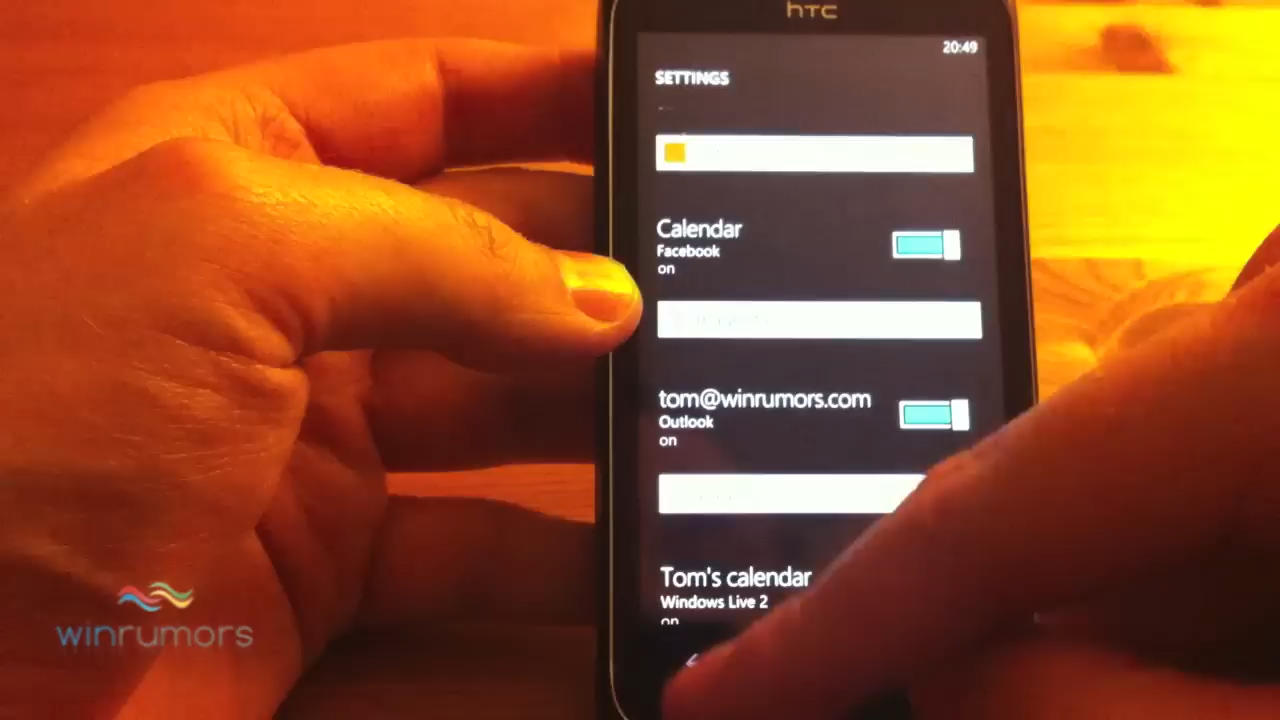 hTC
20:49
SETTINGS
Calendar
Facebook
on
tom@winrumors.com
Outlook
on
Tom's calendar
Windows Live 2
on
winrumors